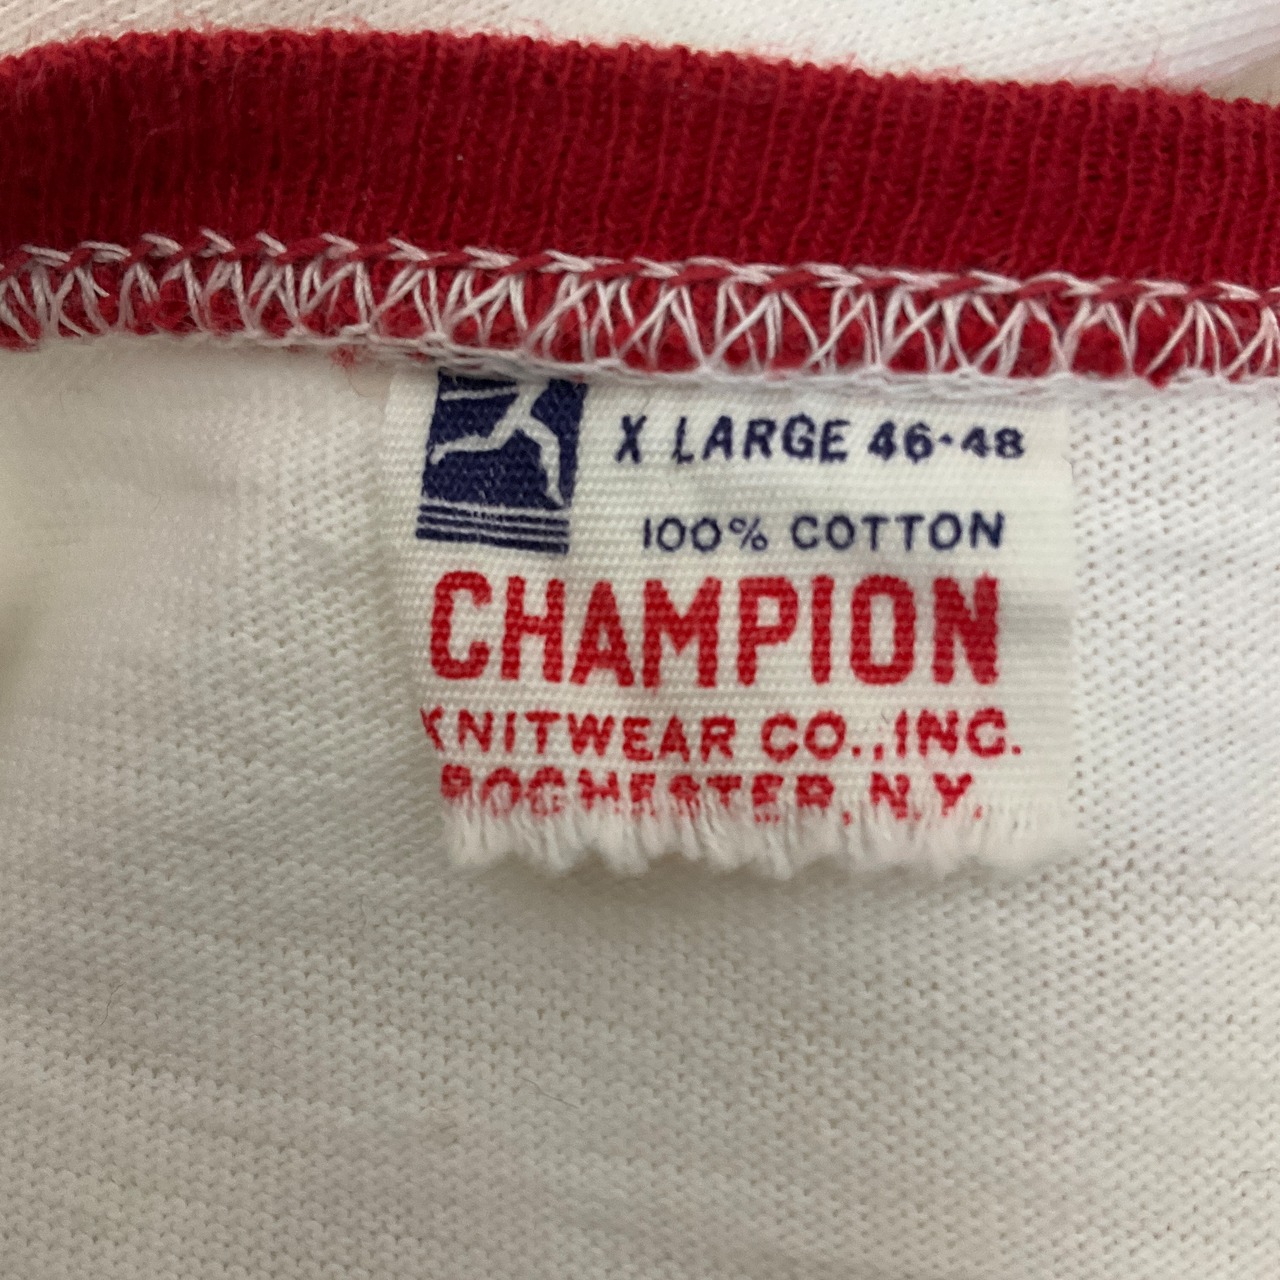 X LARGE 46-48
100% COTTON
CHAMPION
KNITWEAR CO., INC.
ROCHESTER, N.Y.